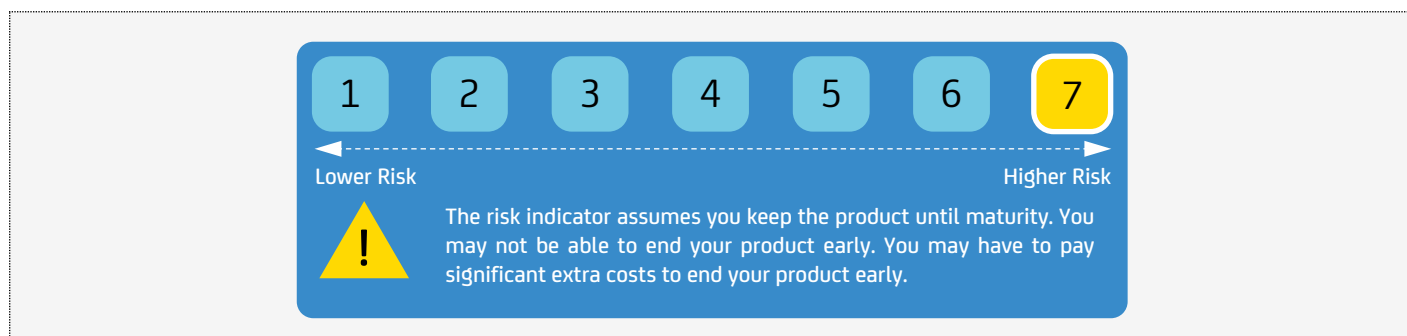 1 2 3 4 5 6 7
Lower Risk Higher Risk
! The risk indicator assumes you keep the product until maturity. You
may not be able to end your product early. You may have to pay
significant extra costs to end your product early.